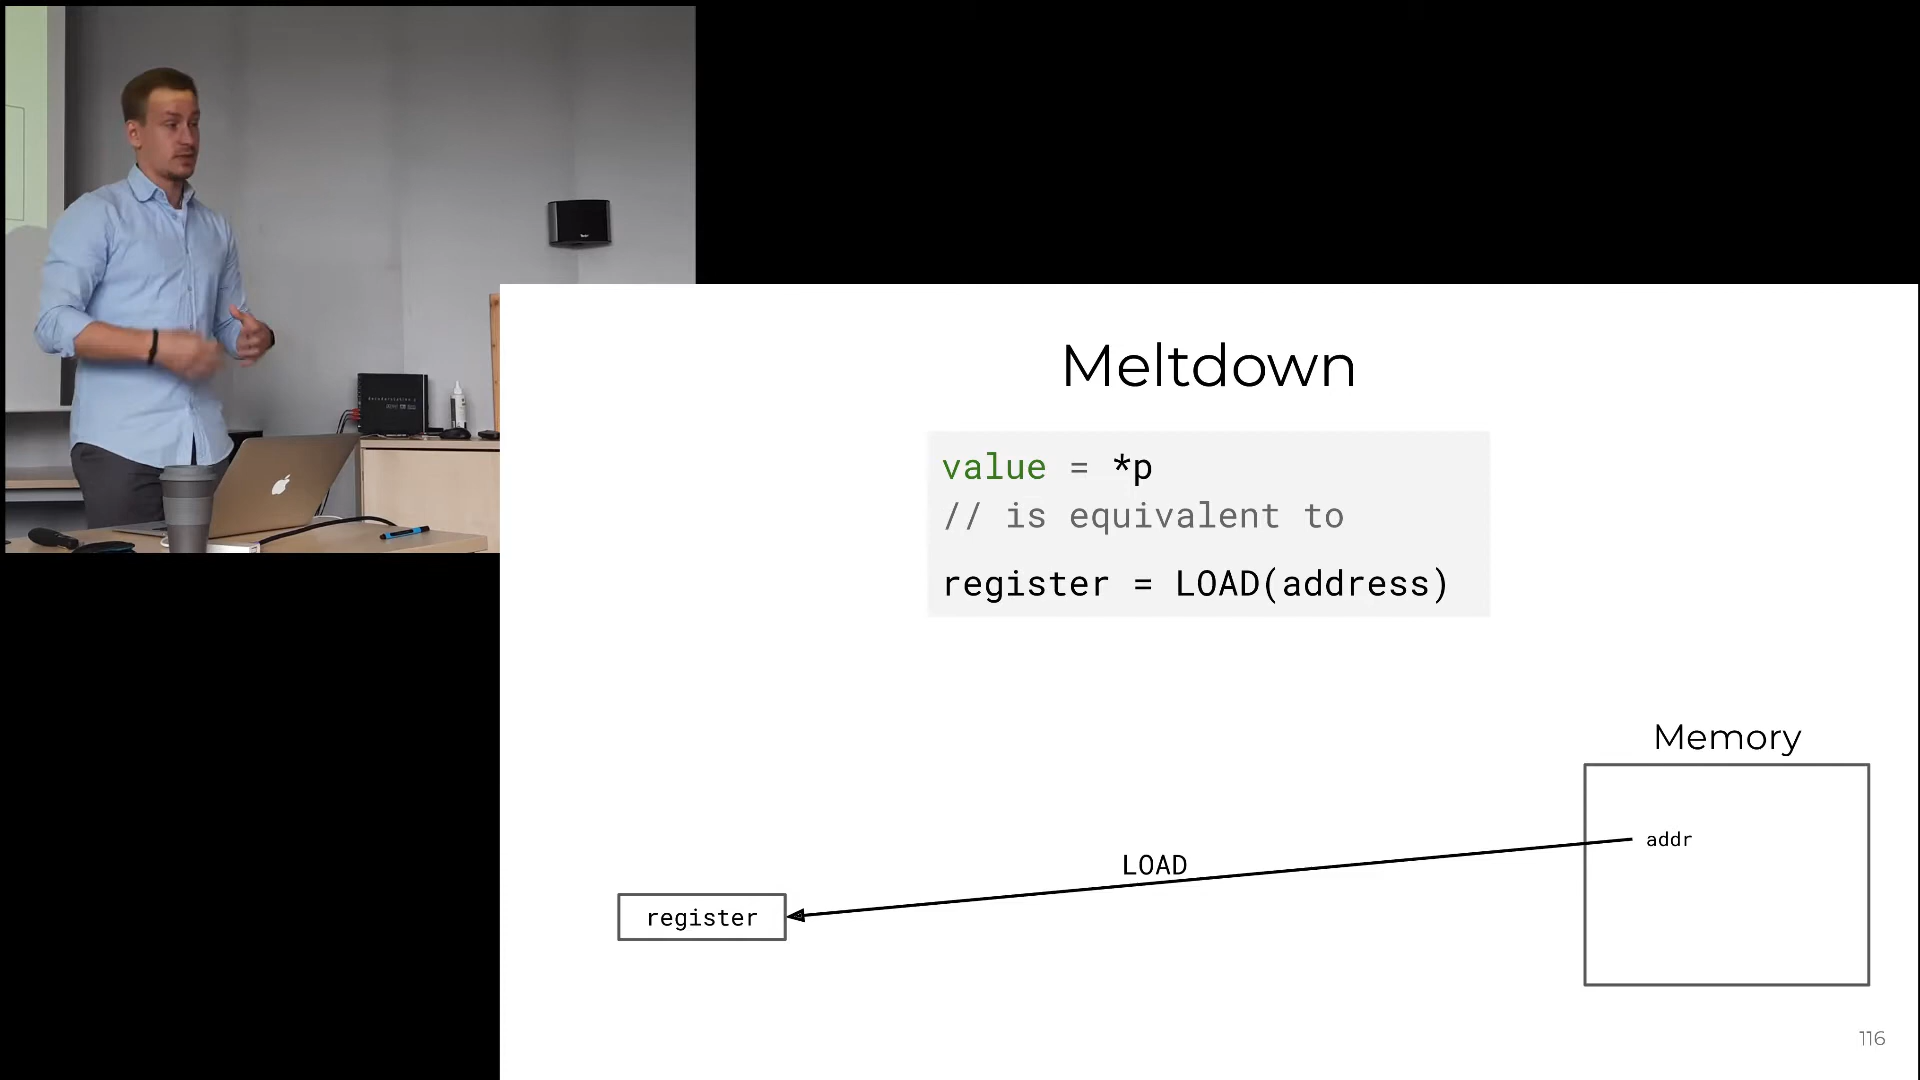 Meltdown
value = *p
// is equivalent to
register = LOAD(address)
Memory
addr
LOAD
register
116